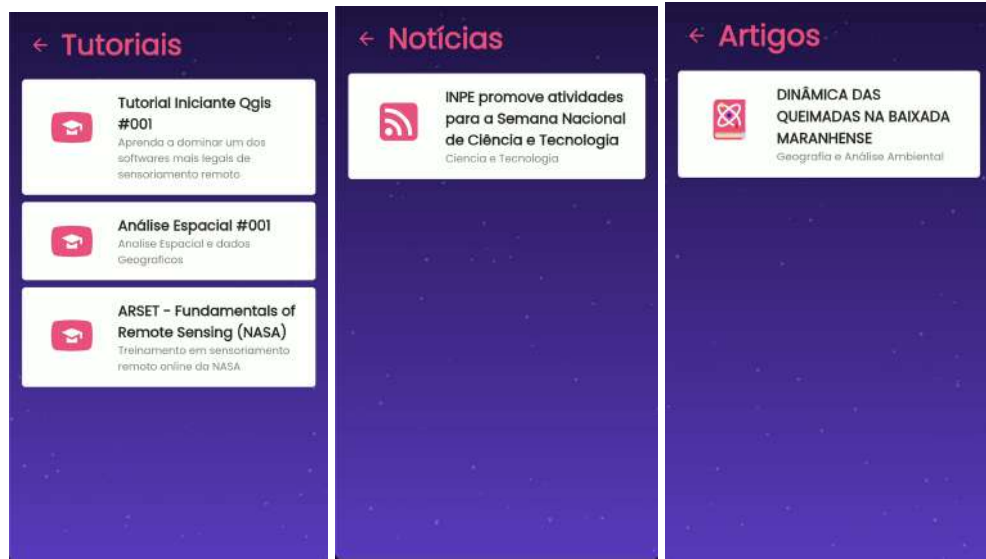 ← Tutoriais
Tutorial Iniciante Qgis
#001
Aprenda a dominar um dos
softwares mais legais de
sensoriamento remoto
Análise Espacial #001
Analise Espacial e dados
Geograficos
ARSET - Fundamentals of
Remote Sensing (NASA)
Treinamento em sensoriamento
remoto online da NASA
← Notícias
INPE promove atividades
para a Semana Nacional
de Ciência e Tecnologia
Ciencia e Tecnologia
← Artigos
DINÂMICA DAS
QUEIMADAS NA BAIXADA
MARANHENSE
Geografia e Análise Ambiental